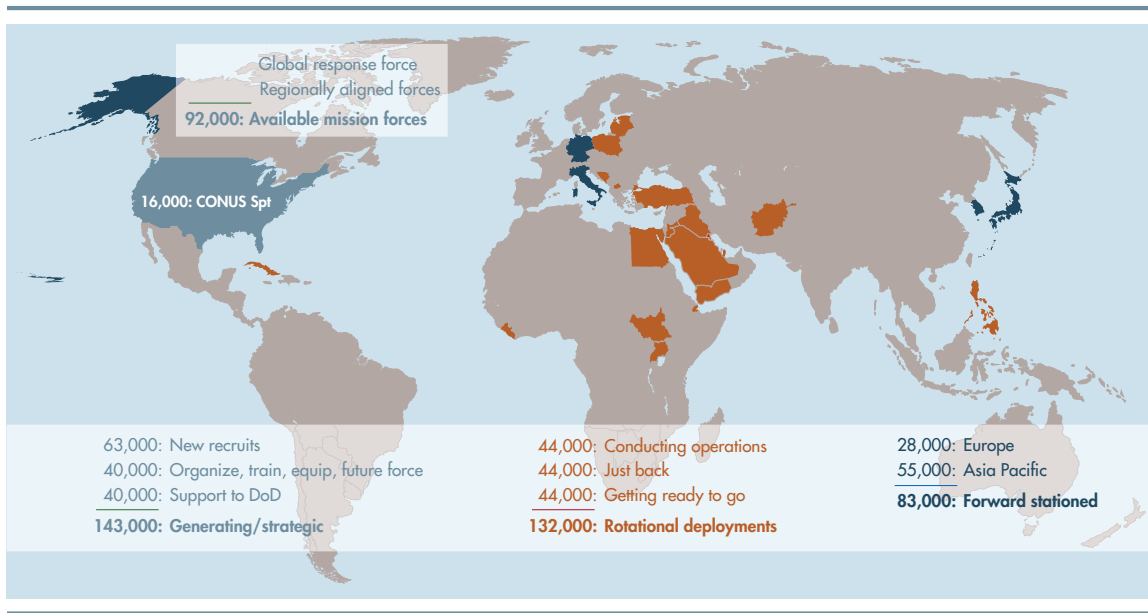 Global response force
Regionally aligned forces
92,000: Available mission forces
16,000: CONUS Spt
63,000: New recruits
40,000: Organize, train, equip, future force
40,000: Support to DoD
143,000: Generating/strategic
44,000: Conducting operations
44,000: Just back
44,000: Getting ready to go
132,000: Rotational deployments
28,000: Europe
55,000: Asia Pacific
83,000: Forward stationed